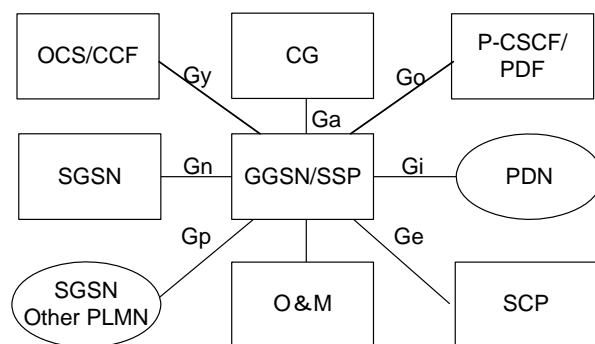 OCS/CCF
CG
P-CSCF/
PDF
Gy
Go
Ga
SGSN
Gn
GGSN/SSP
Gi
PDN
Gp
Ge
SGSN
Other PLMN
O&M
SCP